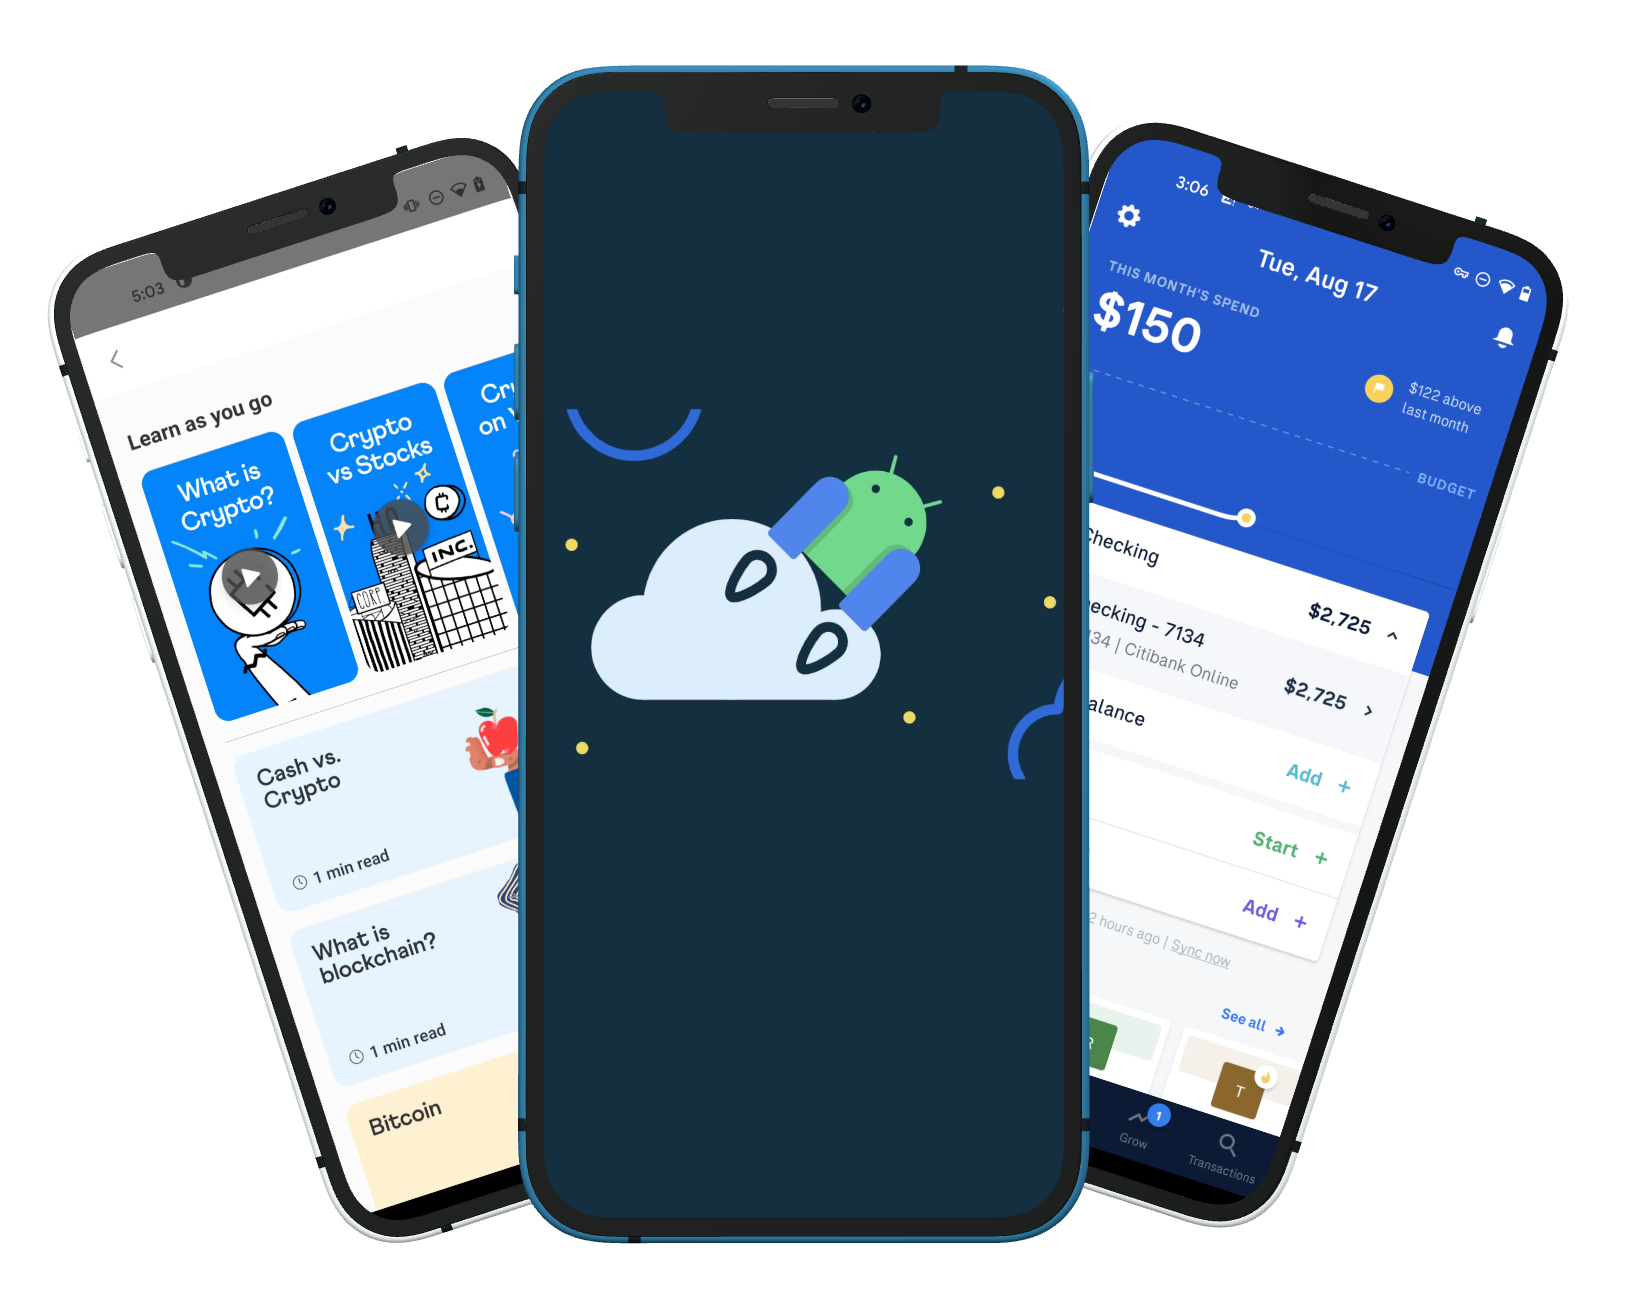 5:03
Learn as you go
What is
Crypto?
Crypto
vs Stocks
INC.
CORP
Cash vs.
Crypto
1 min read
What is
blockchain?
1 min read
Bitcoin
3:06
Tue, Aug 17
THIS MONTH'S SPEND
$150
$122 above
last month
BUDGET
Checking
$2,725
ecking - 7134
34 | Citibank Online
$2,725
alance
Add +
Start +
Add +
2 hours ago | Sync now
See all
T
1
Grow
Transactions